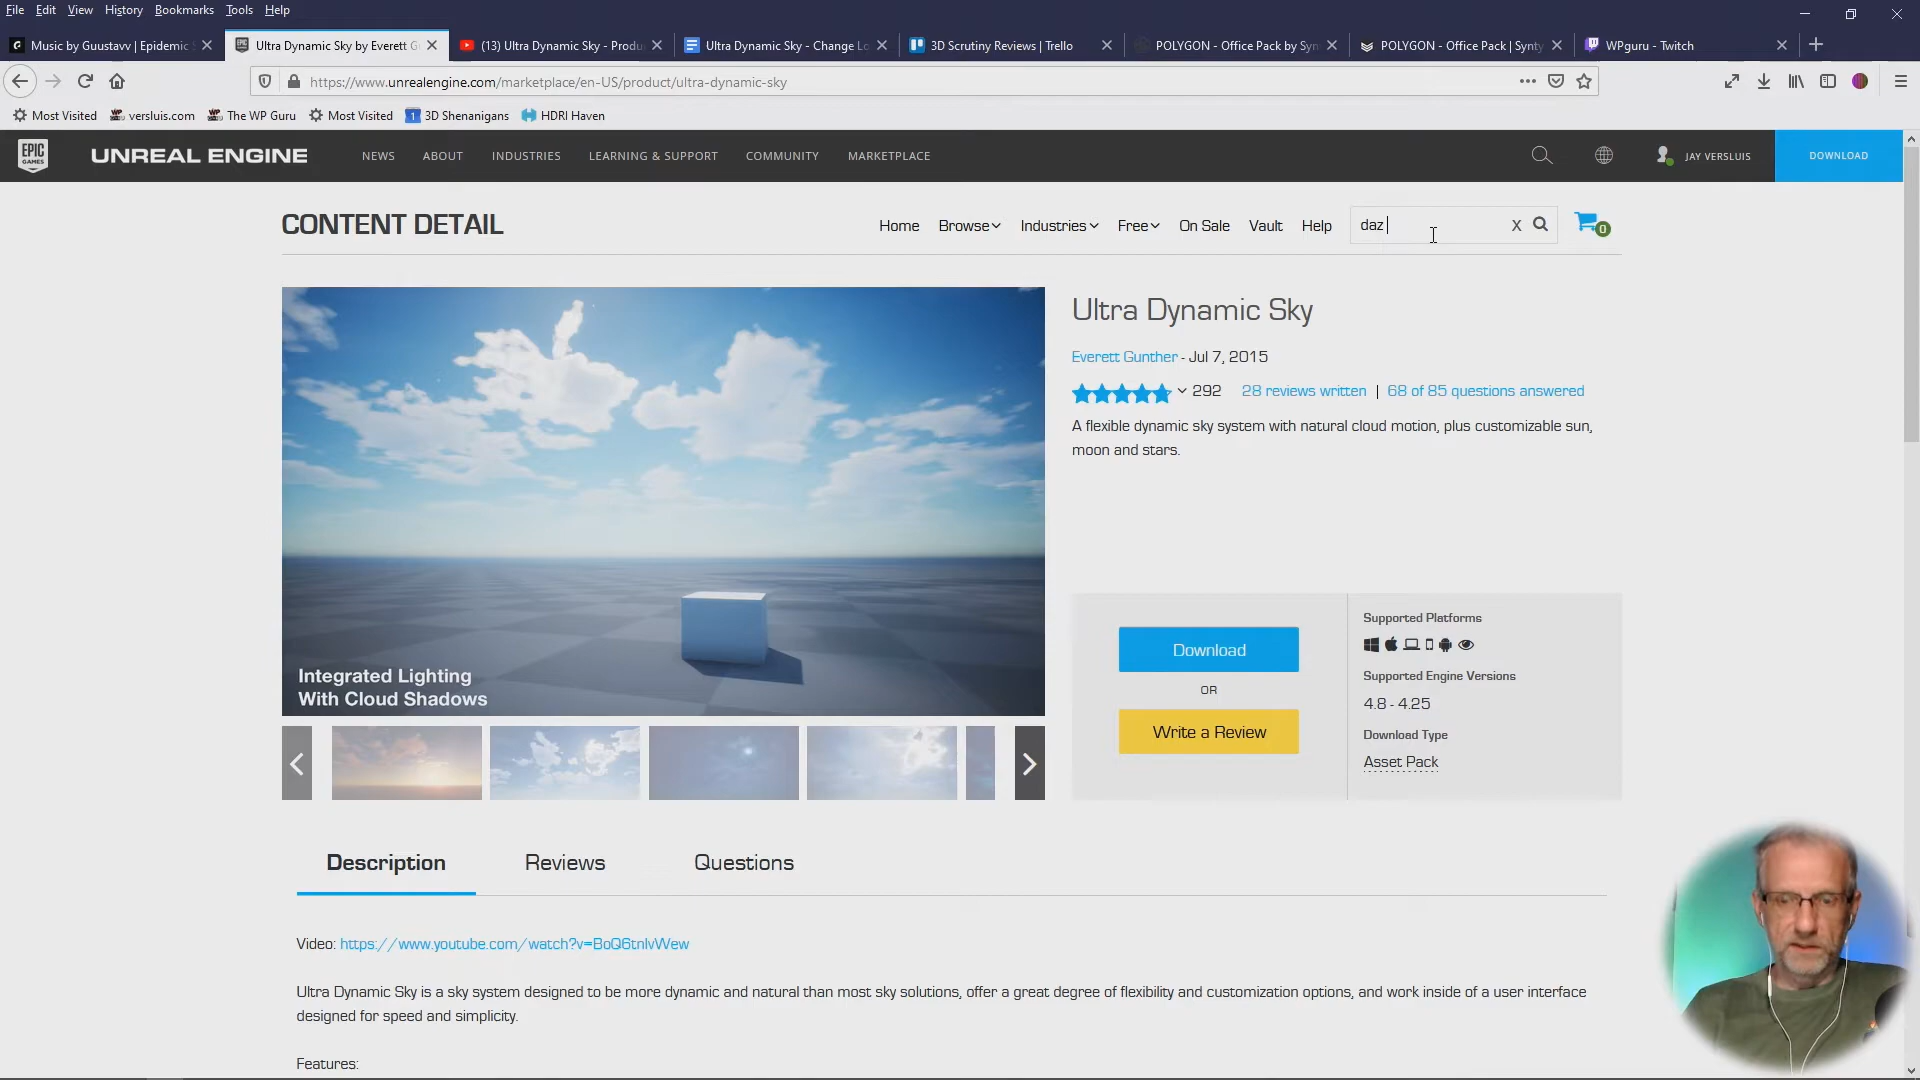 File Edit View History Bookmarks Tools Help
Music by Guustavv | Epidemic
Ultra Dynamic Sky by Everett G
(13) Ultra Dynamic Sky - Produ
Ultra Dynamic Sky - Change Lo
3D Scrutiny Reviews | Trello
POLYGON - Office Pack by Syn
POLYGON - Office Pack | Synty
WPguru - Twitch
https://www.unrealengine.com/marketplace/en-US/product/ultra-dynamic-sky
Most Visited versluis.com The WP Guru Most Visited 3D Shenanigans HDRI Haven
EPIC GAMES
UNREAL ENGINE
NEWS ABOUT INDUSTRIES LEARNING & SUPPORT COMMUNITY MARKETPLACE
JAY VERSLUIS
DOWNLOAD
CONTENT DETAIL
Home Browse Industries Free On Sale Vault Help
daz
X
0
Integrated Lighting
With Cloud Shadows
Ultra Dynamic Sky
Everett Gunther - Jul 7, 2015
292 28 reviews written | 68 of 85 questions answered
A flexible dynamic sky system with natural cloud motion, plus customizable sun,
moon and stars.
Download
OR
Write a Review
Supported Platforms
Supported Engine Versions
4.8 - 4.25
Download Type
Asset Pack
Description Reviews Questions
Video: https://www.youtube.com/watch?v=BoQ6tnIvWew
Ultra Dynamic Sky is a sky system designed to be more dynamic and natural than most sky solutions, offer a great degree of flexibility and customization options, and work inside of a user interface
designed for speed and simplicity.
Features: